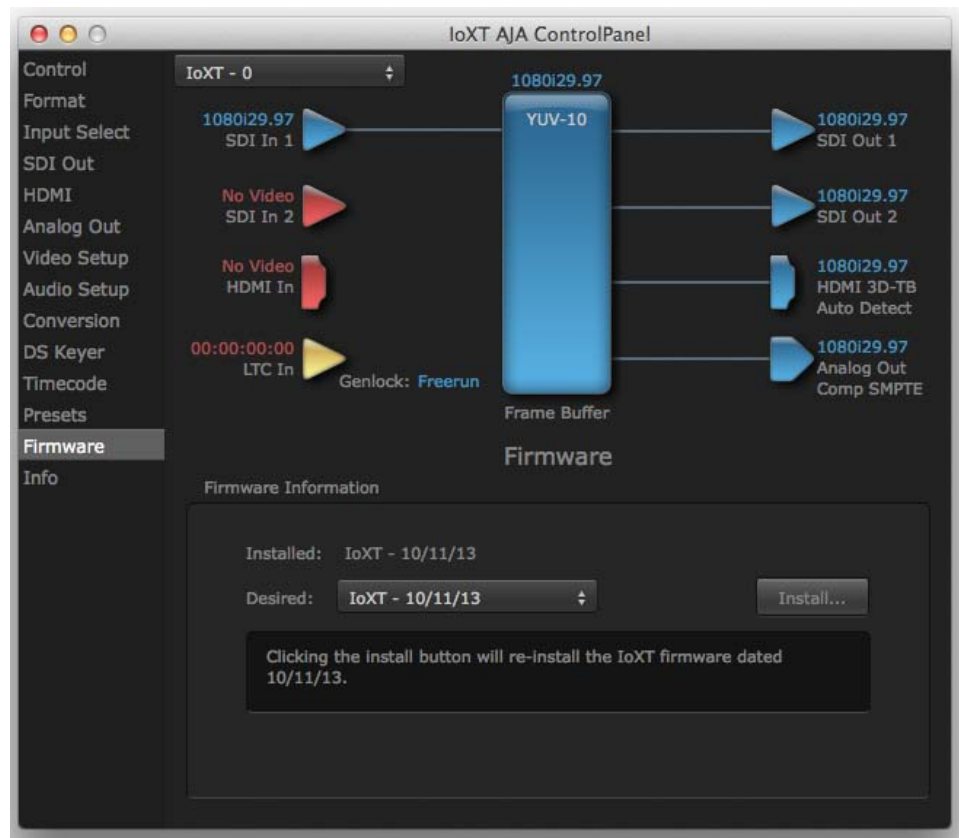 IoXT AJA ControlPanel
Control
Format
Input Select
SDI Out
HDMI
Analog Out
Video Setup
Audio Setup
Conversion
DS Keyer
Timecode
Presets
Firmware
Info
IoXT - 0
1080i29.97
YUV-10
Frame Buffer
1080i29.97
SDI In 1
No Video
SDI In 2
No Video
HDMI In
00:00:00:00
LTC In
Genlock: Freerun
1080i29.97
SDI Out 1
1080i29.97
SDI Out 2
1080i29.97
HDMI 3D-TB
Auto Detect
1080i29.97
Analog Out
Comp SMPTE
Firmware
Firmware Information
Installed: IoXT - 10/11/13
Desired: IoXT - 10/11/13
Install...
Clicking the install button will re-install the IoXT firmware dated
10/11/13.